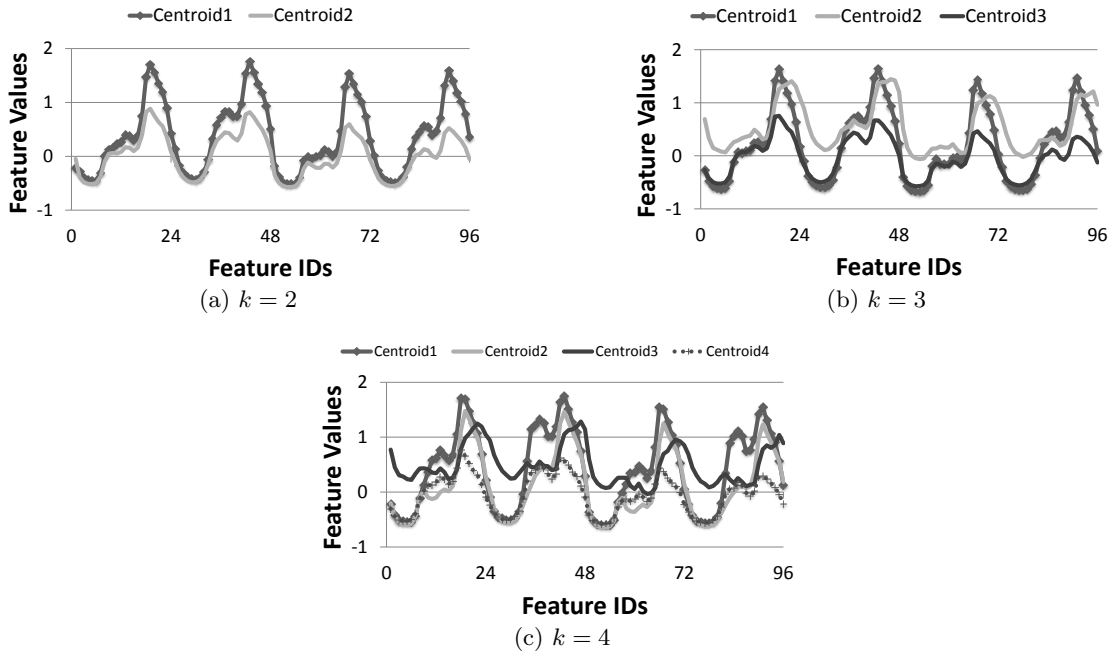 Centroid1 Centroid2
Feature Values
2
1
0
-1
0 24 48 72 96
Feature IDs
(a) k = 2
Centroid1 Centroid2 Centroid3
Feature Values
2
1
0
-1
0 24 48 72 96
Feature IDs
(b) k = 3
Centroid1 Centroid2 Centroid3 Centroid4
Feature Values
2
1
0
-1
0 24 48 72 96
Feature IDs
(c) k = 4